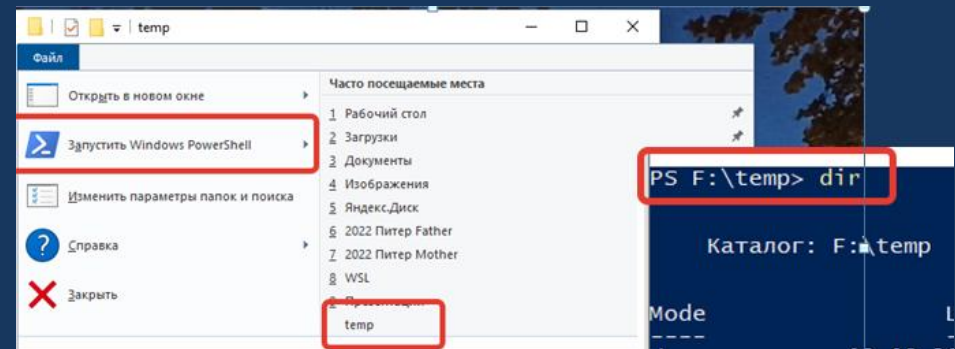 temp
Файл
Открыть в новом окне
Запустить Windows PowerShell
Изменить параметры папок и поиска
Справка
Закрыть
Часто посещаемые места
1 Рабочий стол
2 Загрузки
3 Документы
4 Изображения
5 Яндекс.Диск
6 2022 Питер Father
7 2022 Питер Mother
8 WSL
temp
PS F:\temp> dir
Каталог: F:\temp
Mode
----